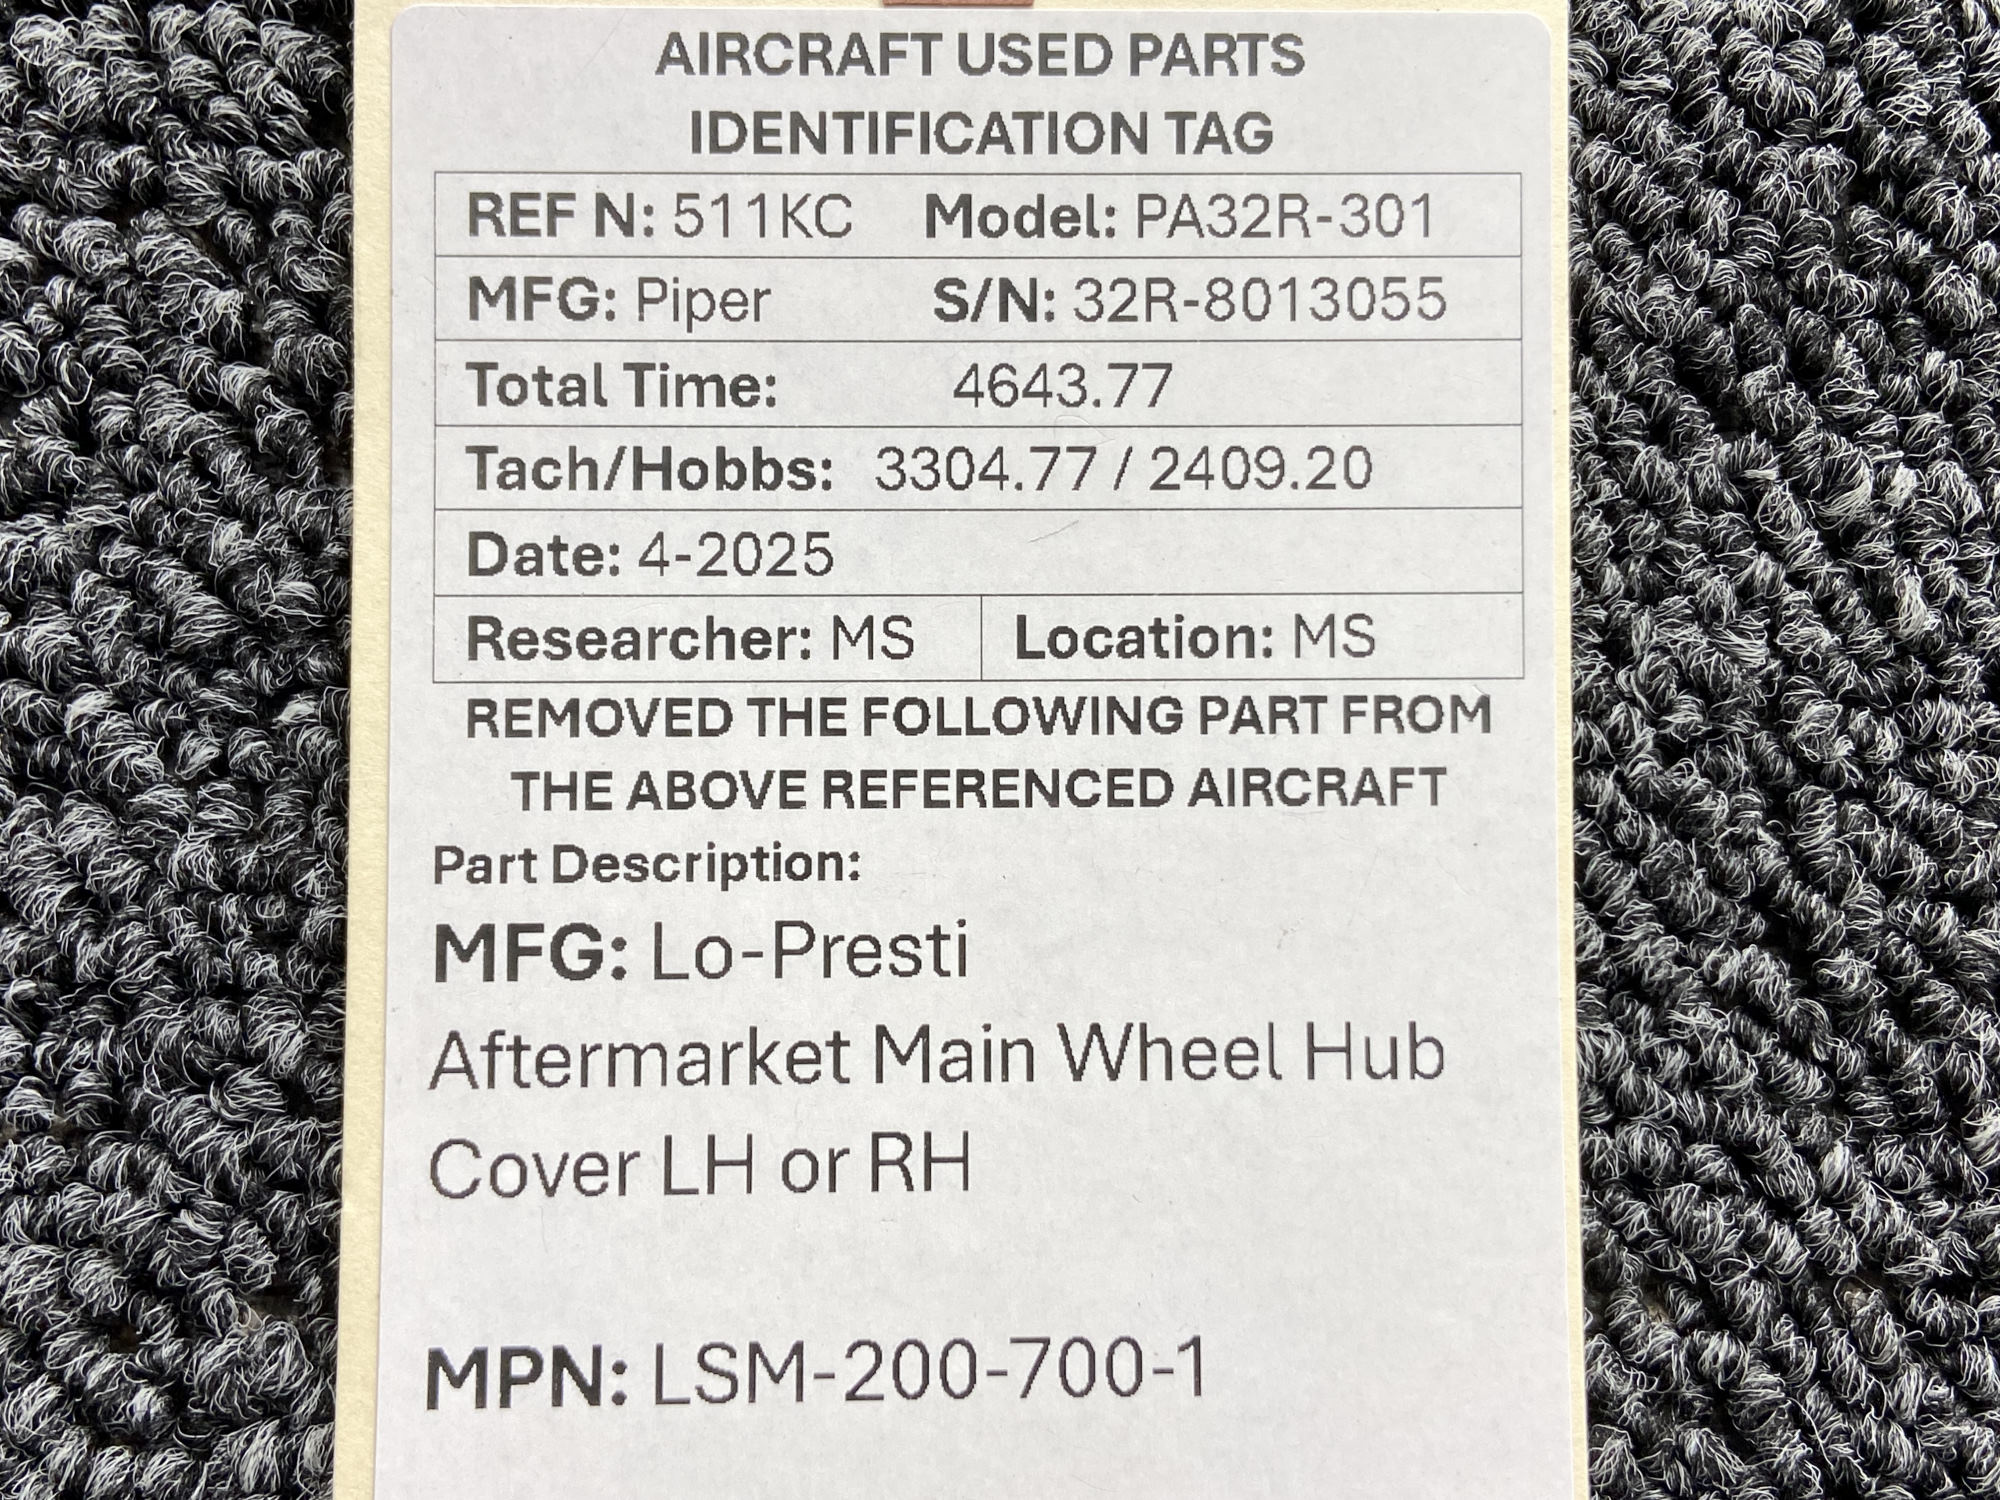 AIRCRAFT USED PARTS
IDENTIFICATION TAG
REF N: 511KC Model: PA32R-301
MFG: Piper S/N: 32R-8013055
Total Time: 4643.77
Tach/Hobbs: 3304.77 / 2409.20
Date: 4-2025
Researcher: MS Location: MS
REMOVED THE FOLLOWING PART FROM
THE ABOVE REFERENCED AIRCRAFT
Part Description:
MFG: Lo-Presti
Aftermarket Main Wheel Hub
Cover LH or RH
MPN: LSM-200-700-1